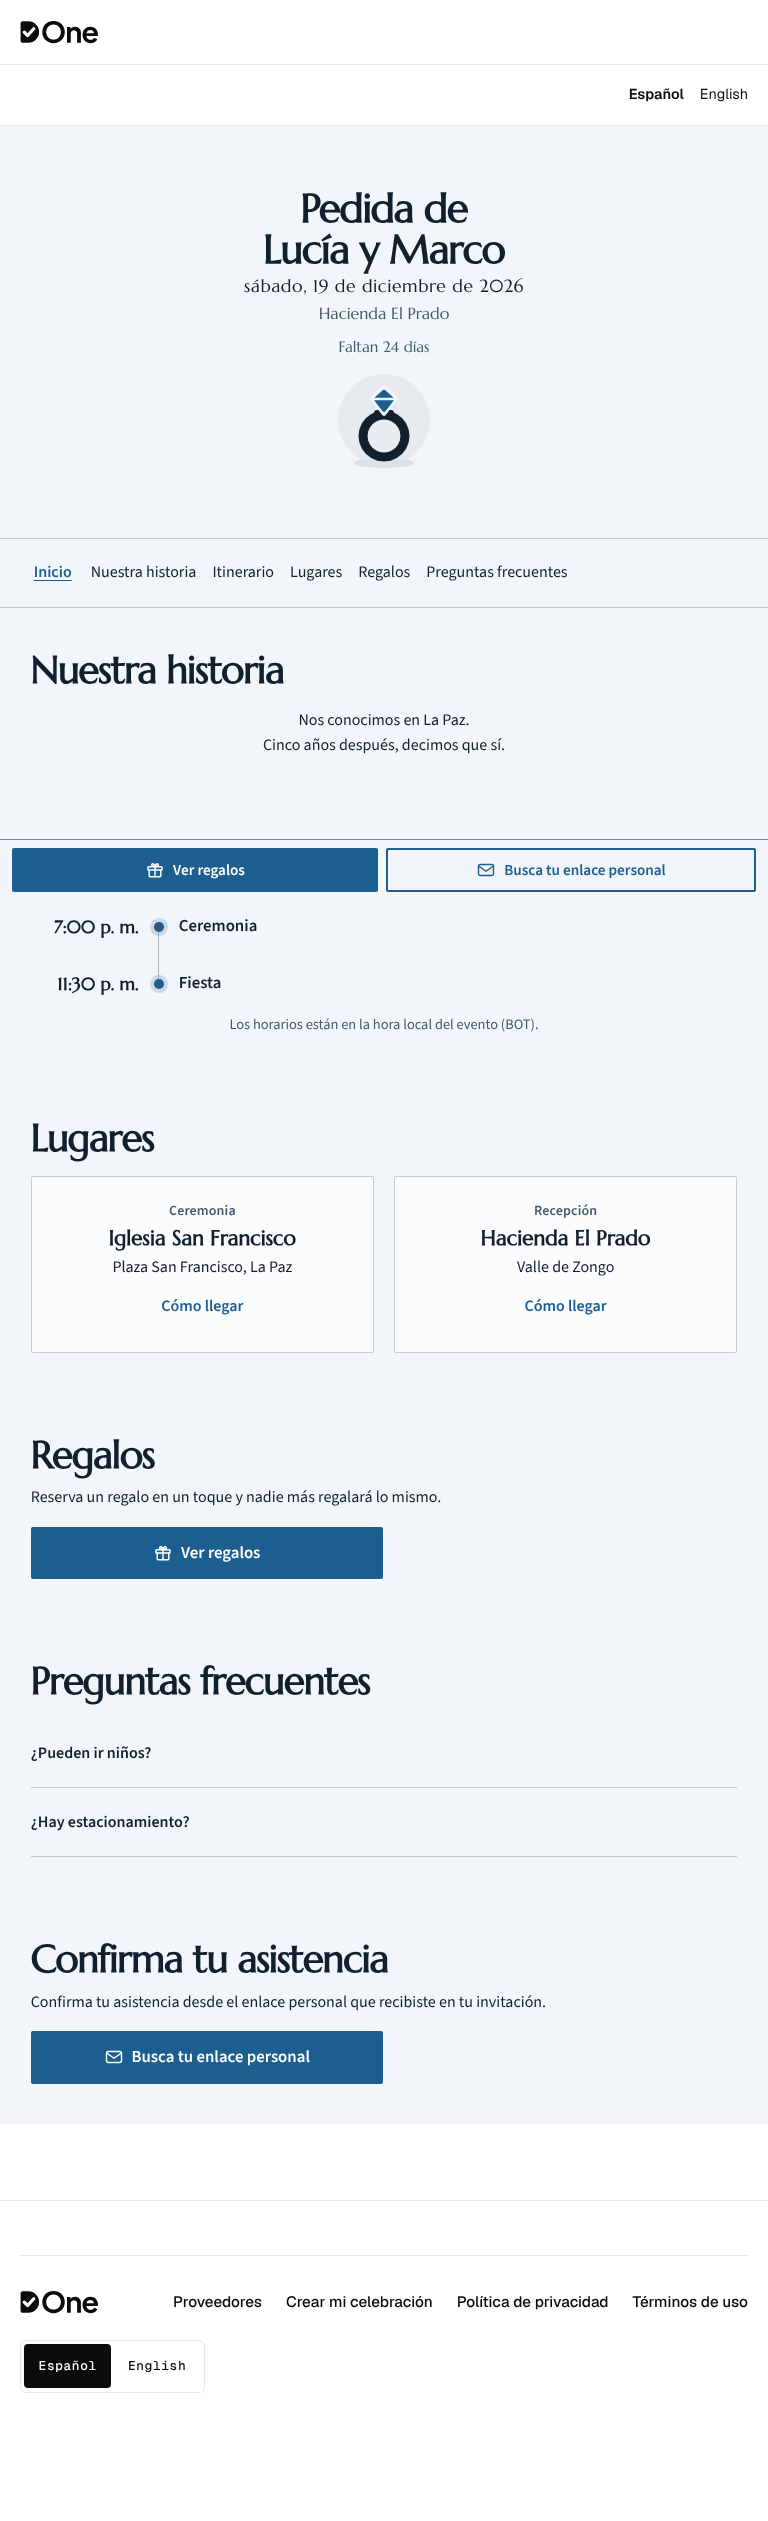 One
Español English
Pedida de
Lucía y Marco
sábado, 19 de diciembre de 2026
Hacienda El Prado
Faltan 24 días
Inicio Nuestra historia Itinerario Lugares Regalos Preguntas frecuentes
Nuestra historia
Nos conocimos en La Paz.
Cinco años después, decimos que sí.
Ver regalos
Busca tu enlace personal
7:00 p. m. Ceremonia
11:30 p. m. Fiesta
Los horarios están en la hora local del evento (BOT).
Lugares
Ceremonia
Iglesia San Francisco
Plaza San Francisco, La Paz
Cómo llegar
Recepción
Hacienda El Prado
Valle de Zongo
Cómo llegar
Regalos
Reserva un regalo en un toque y nadie más regalará lo mismo.
Ver regalos
Preguntas frecuentes
¿Pueden ir niños?
¿Hay estacionamiento?
Confirma tu asistencia
Confirma tu asistencia desde el enlace personal que recibiste en tu invitación.
Busca tu enlace personal
One
Proveedores Crear mi celebración Política de privacidad Términos de uso
Español English